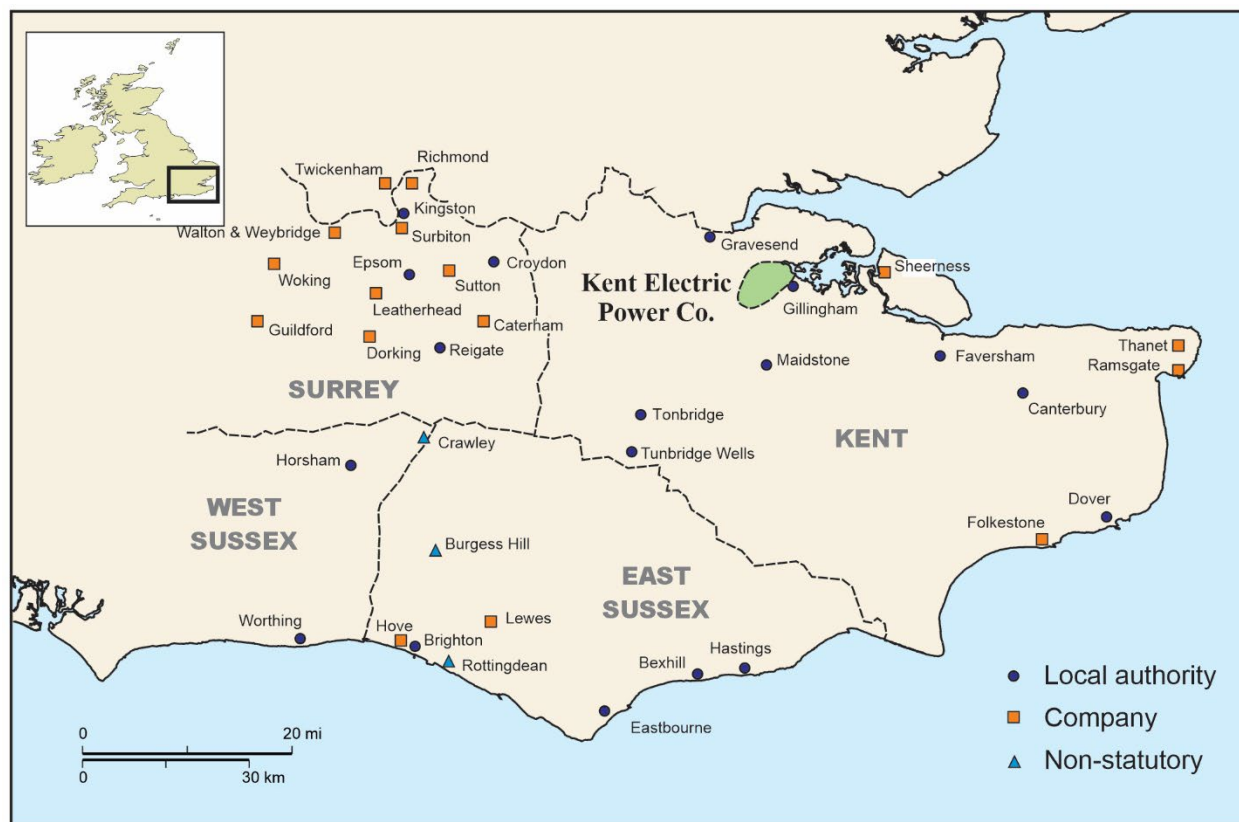 Richmond
Twickenham
Kingston
Walton & Weybridge
Surbiton
Gravesend
Epsom
Croydon
Sheerness
Woking
Sutton
Kent Electric
Power Co.
Gillingham
Leatherhead
Guildford
Caterham
Dorking
Reigate
Thanet
Faversham
Maidstone
Ramsgate
SURREY
Canterbury
Tonbridge
KENT
Crawley
Tunbridge Wells
Horsham
WEST
SUSSEX
Dover
Folkestone
Burgess Hill
EAST
SUSSEX
Worthing
Hove
Lewes
Brighton
Hastings
Rottingdean
Bexhill
Eastbourne
Local authority
Company
Non-statutory
0 20 mi
0 30 km